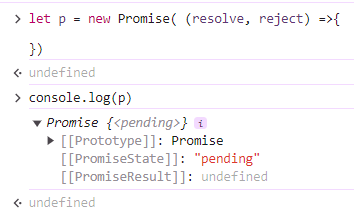 let p = new Promise( (resolve, reject) =>{
})
undefined
console.log(p)
Promise {<pending>} i
[[Prototype]]: Promise
[[PromiseState]]: "pending"
[[PromiseResult]]: undefined
undefined